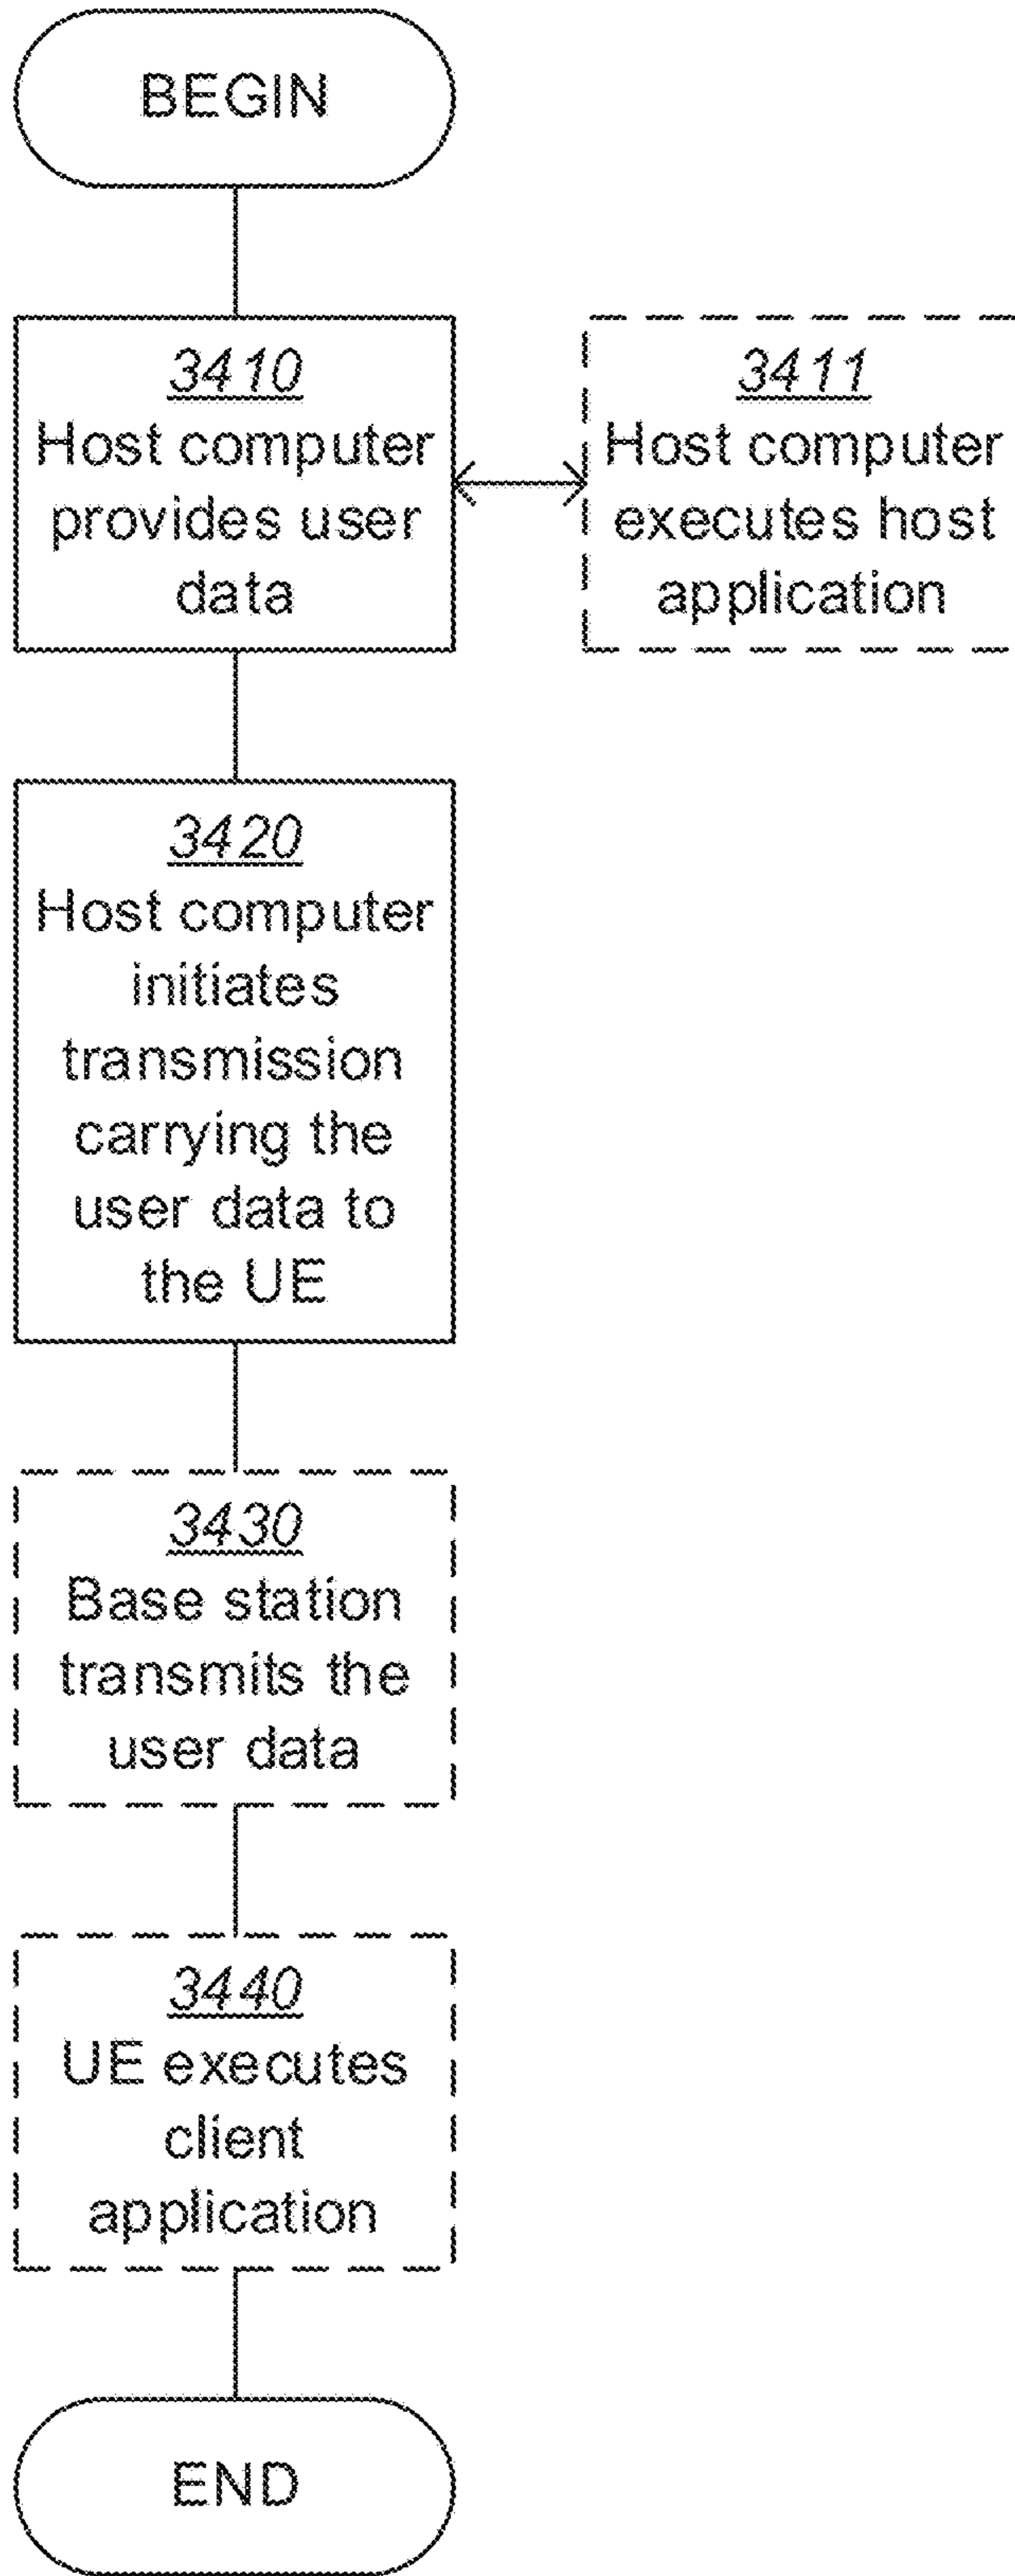 BEGIN
3410
Host computer
provides user
data
3411
Host computer
executes host
application
3420
Host computer
initiates
transmission
carrying the
user data to
the UE
3430
Base station
transmits the
user data
3440
UE executes
client
application
END